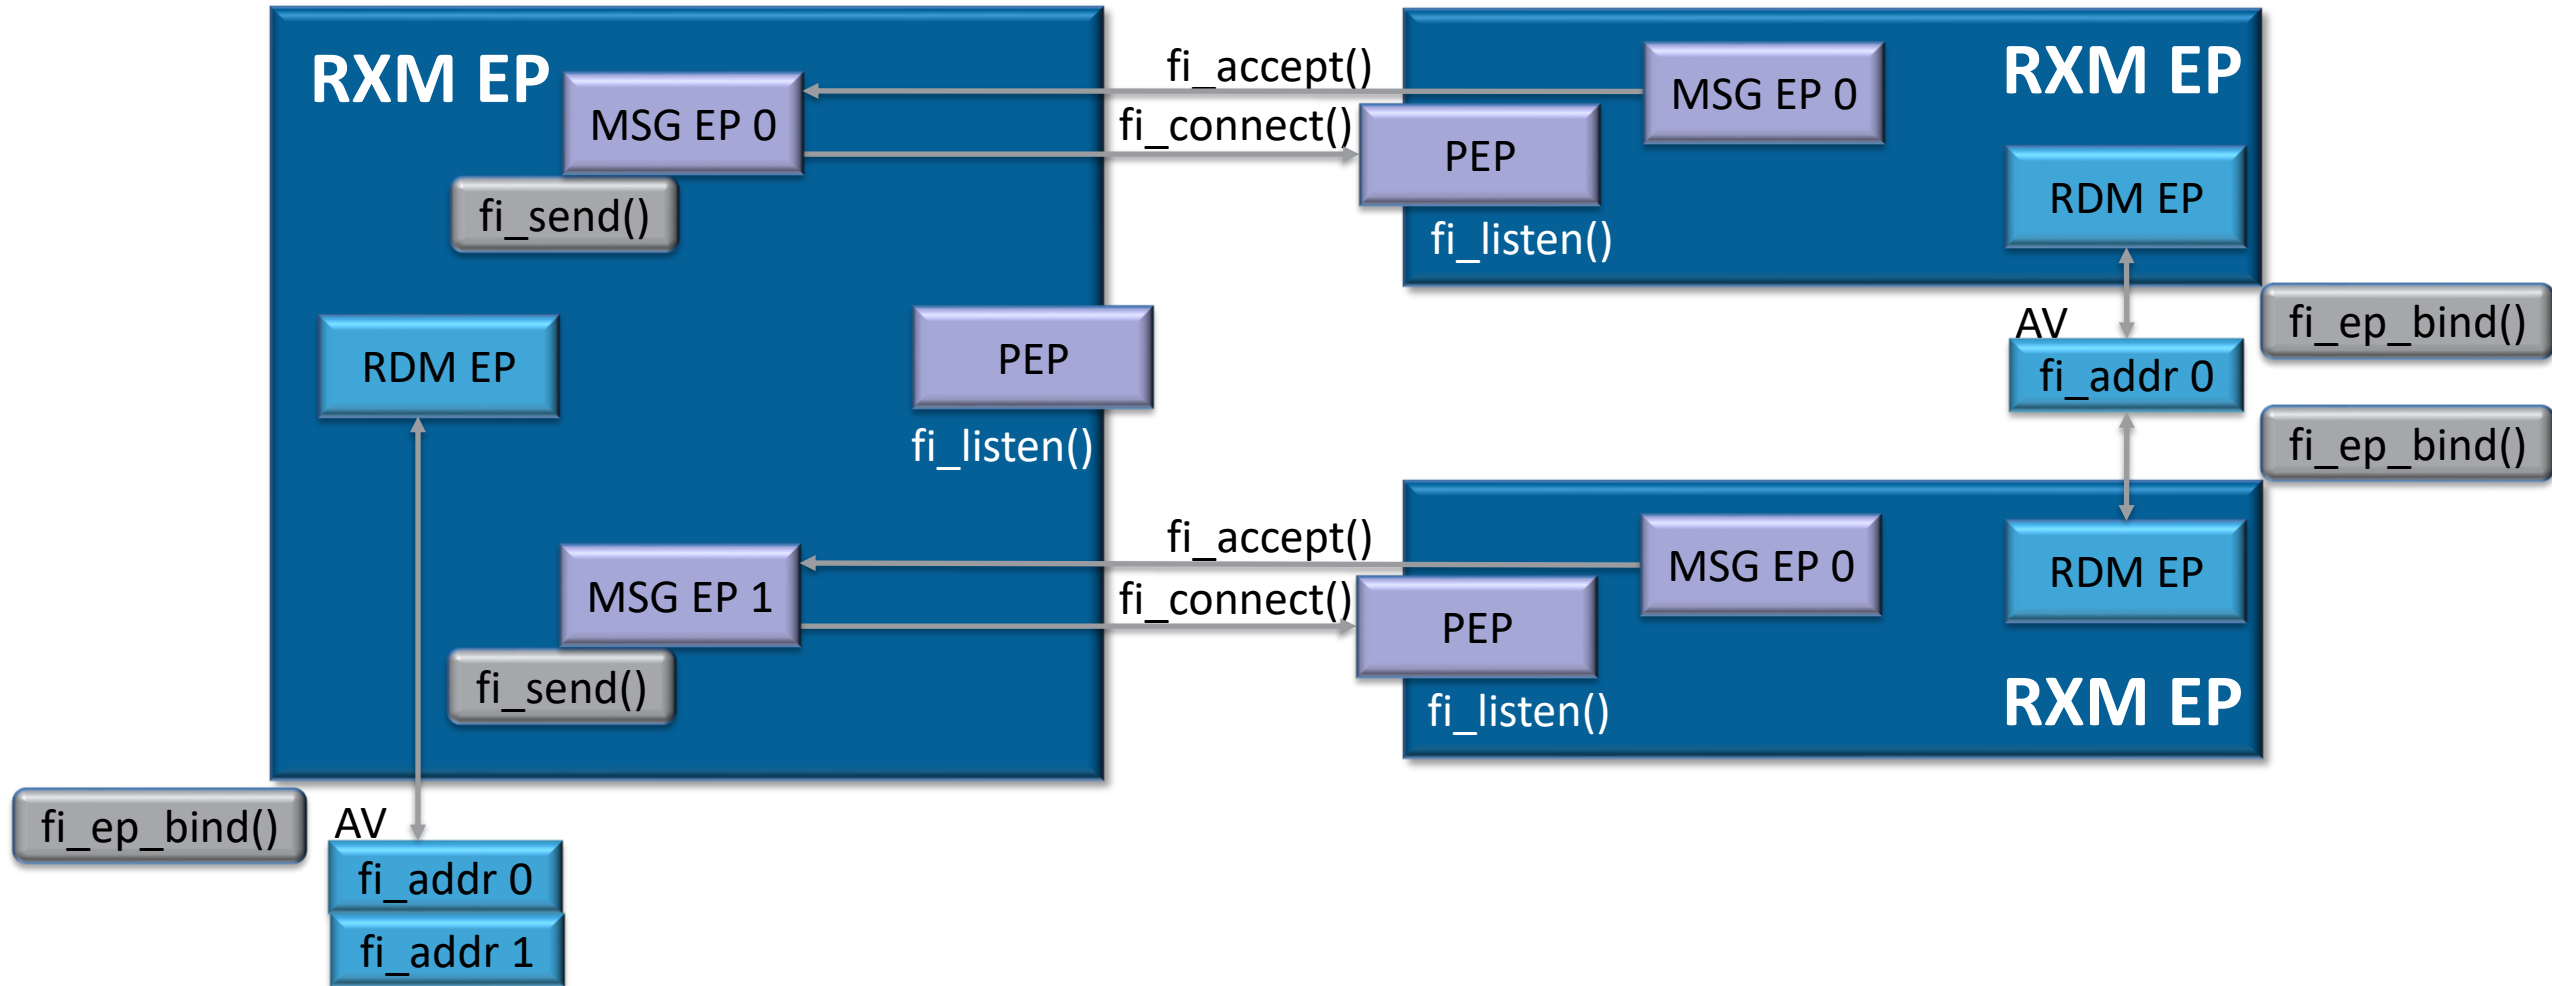 RXM EP
MSG EP 0
fi_send()
RDM EP
PEP
fi_listen()
MSG EP 1
fi_send()
fi_ep_bind()
AV
fi_addr 0
fi_addr 1
fi_accept()
fi_connect()
fi_accept()
fi_connect()
MSG EP 0
RXM EP
PEP
RDM EP
fi_listen()
AV
fi_ep_bind()
fi_addr 0
fi_ep_bind()
MSG EP 0
RDM EP
PEP
fi_listen()
RXM EP